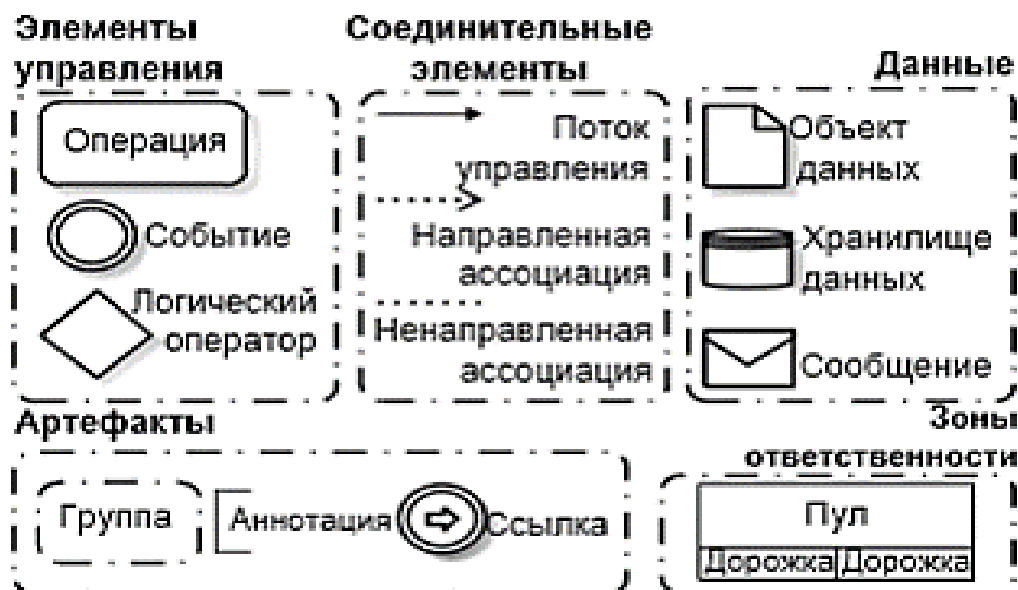 Элементы
управления
Операция
Событие
Логический
оператор
Соединительные
элементы
Поток
управления
Направленная
ассоциация
Ненаправленная
ассоциация
Данные
Объект
данных
Хранилище
данных
Сообщение
Артефакты
Группа
Аннотация
Ссылка
Зоны
ответственности
Пул
Дорожка Дорожка